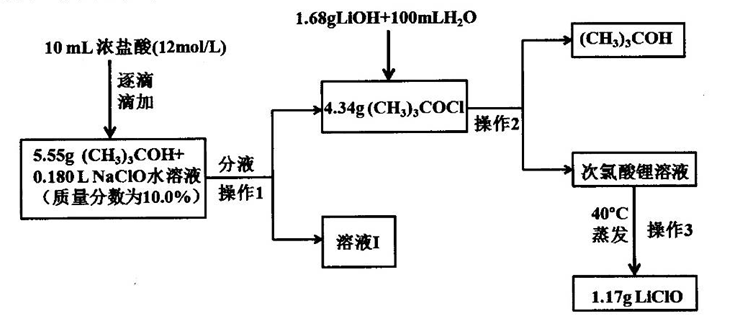 10 mL浓盐酸(12mol/L)
逐滴
滴加
5.55g (CH₃)₃COH+
0.180 L NaClO水溶液
（质量分数为10.0%）
分液
操作1
1.68gLiOH+100mLH₂O
4.34g (CH₃)₃COCl
溶液I
操作2
(CH₃)₃COH
次氯酸锂溶液
40°C
蒸发
操作3
1.17g LiClO